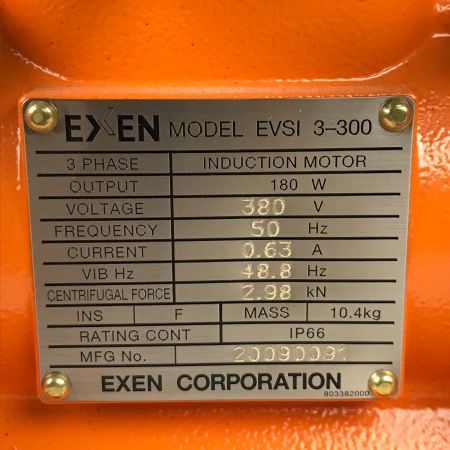 EXEN MODEL EVSI 3-300
3 PHASE INDUCTION MOTOR
OUTPUT 180 W
VOLTAGE 380 V
FREQUENCY 50 Hz
CURRENT 0.63 A
VIB Hz 48.8 Hz
CENTRIFUGAL FORCE 2.98 kN
INS F MASS 10.4kg
RATING CONT IP66
MFG No. 20090091
EXEN CORPORATION
803382000